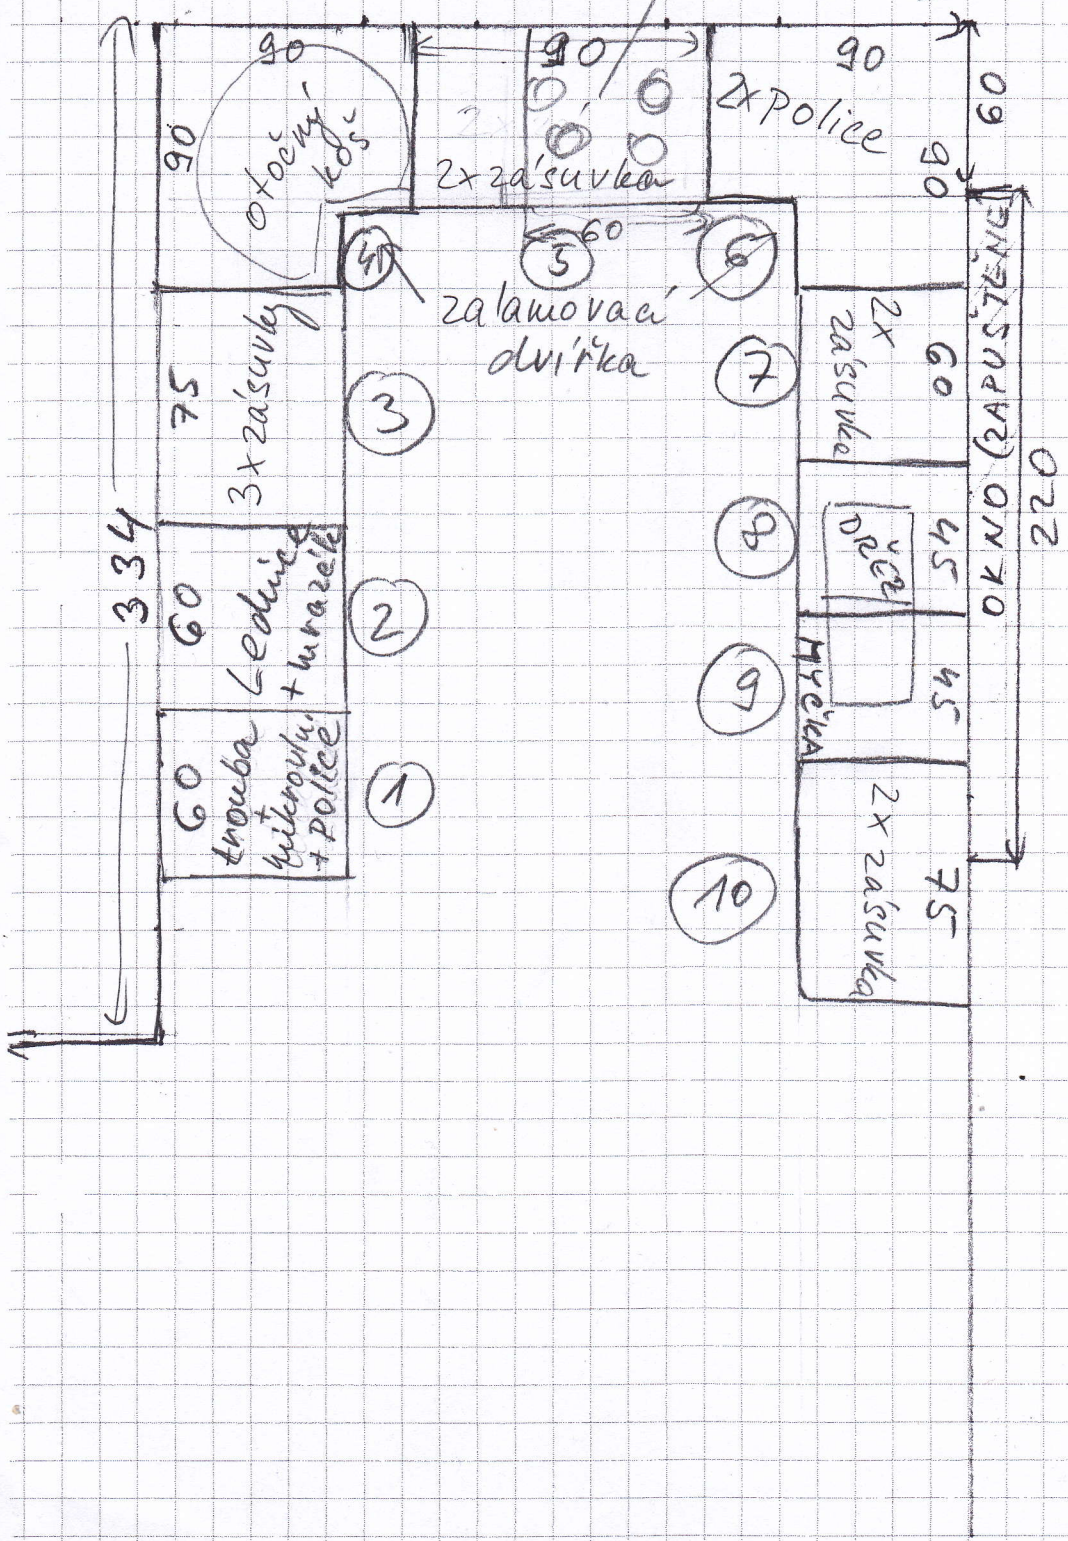 90
90
90
60
90
90
otočný
koš
2x zásuvka
2x police
60
4
5
6
zalamovací
dvířka
75
3x zásuvky
3
7
2x
zásuvka
60
OKNO (ZAPUŠTĚNÉ
220
334
60
Lednice
+ mrazák
2
8
DŘEZ
45
60
trouba
+
mikrovln.
+ police
1
9
MYČKA
45
10
2x zásuvka
75